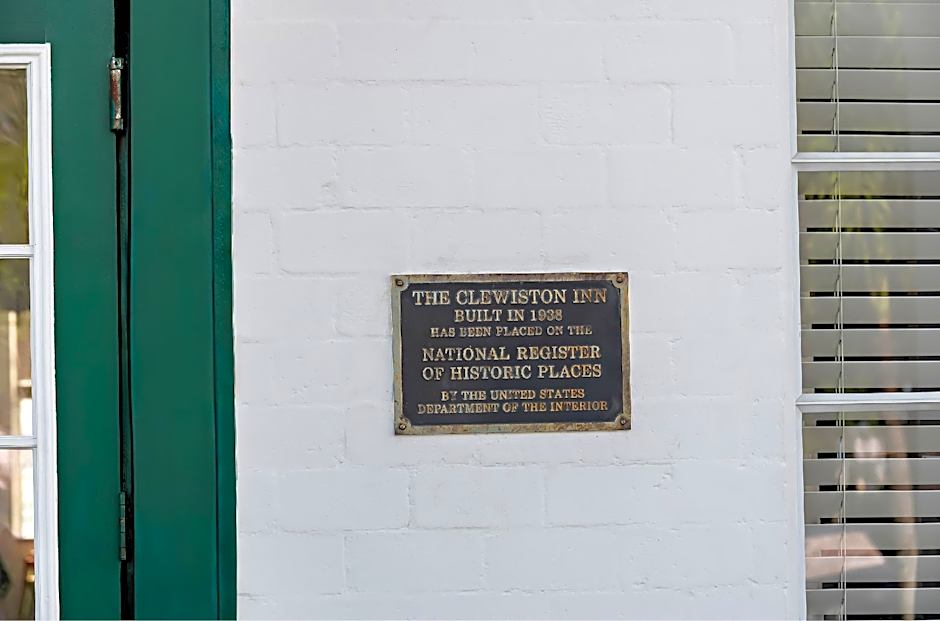 THE CLEWISTON INN
BUILT IN 1938
HAS BEEN PLACED ON THE
NATIONAL REGISTER
OF HISTORIC PLACES
BY THE UNITED STATES
DEPARTMENT OF THE INTERIOR